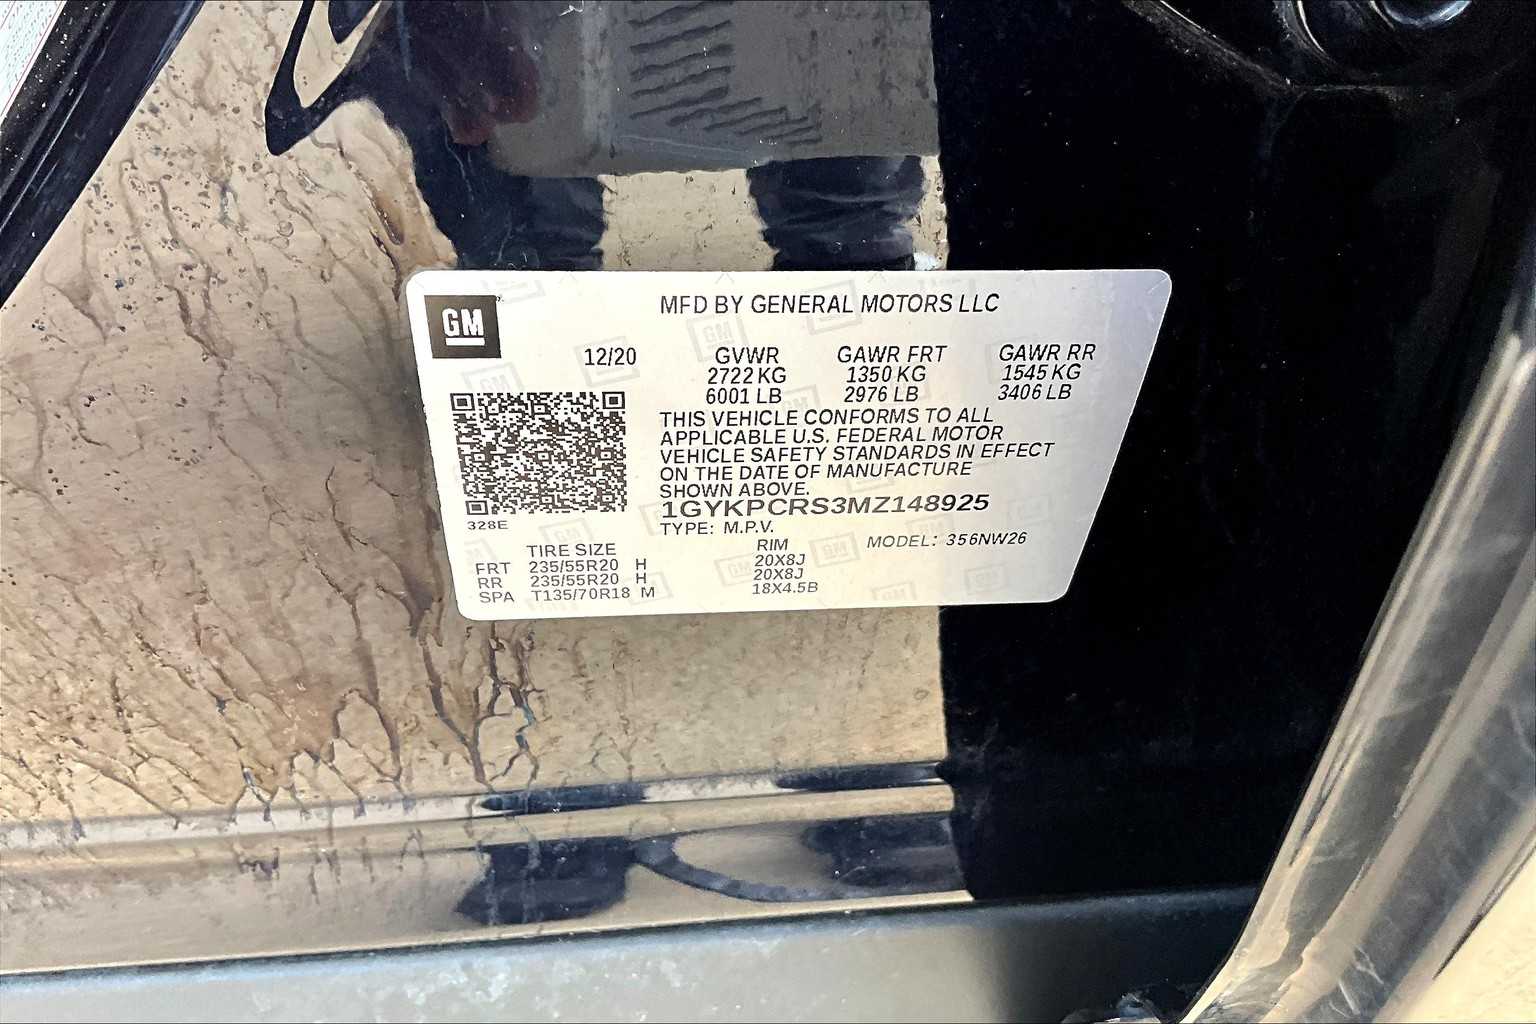 GM
MFD BY GENERAL MOTORS LLC
12/20 GVWR GAWR FRT GAWR RR
2722 KG 1350 KG 1545 KG
6001 LB 2976 LB 3406 LB
THIS VEHICLE CONFORMS TO ALL
APPLICABLE U.S. FEDERAL MOTOR
VEHICLE SAFETY STANDARDS IN EFFECT
ON THE DATE OF MANUFACTURE
SHOWN ABOVE.
1GYKPCRS3MZ148925
328E
TYPE: M.P.V.
MODEL: 356NW26
TIRE SIZE RIM
FRT 235/55R20 H 20X8J
RR 235/55R20 H 20X8J
SPA T135/70R18 M 18X4.5B